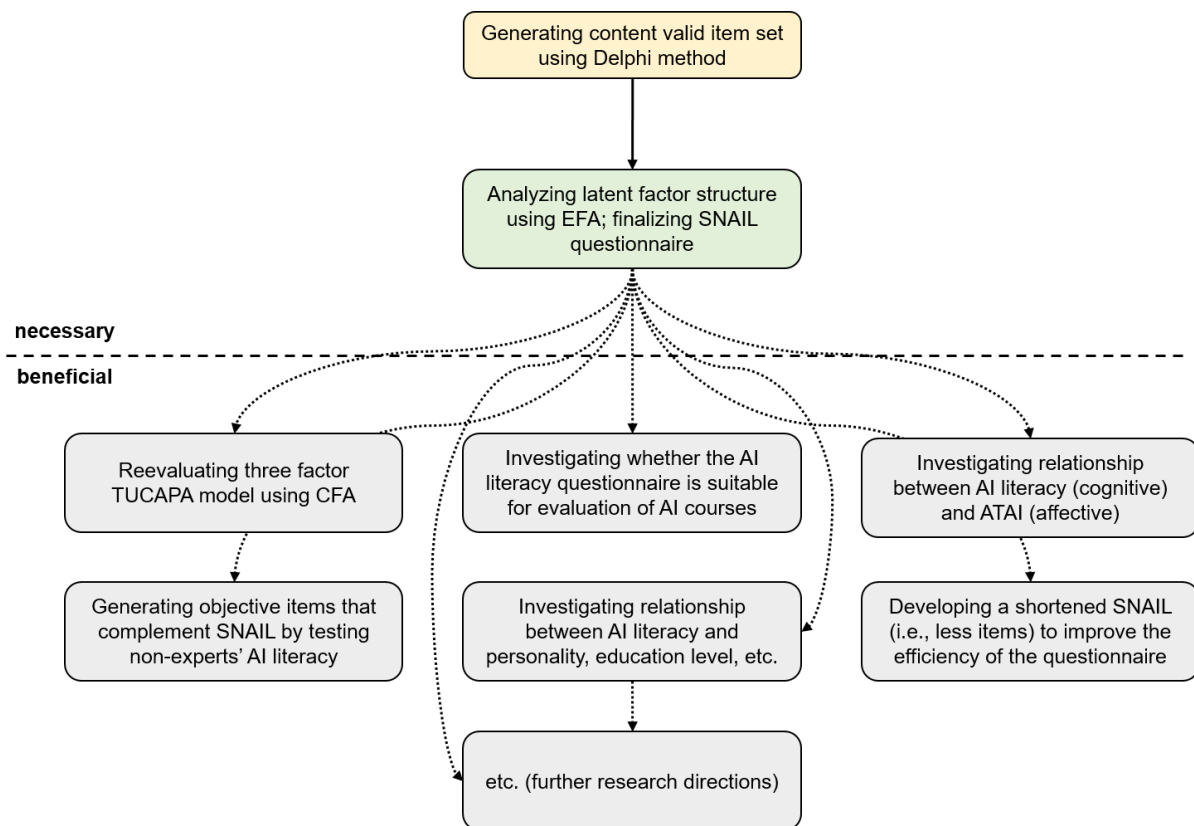 Generating content valid item set
using Delphi method
Analyzing latent factor structure
using EFA; finalizing SNAIL
questionnaire
necessary
beneficial
Reevaluating three factor
TUCAPA model using CFA
Investigating whether the AI
literacy questionnaire is suitable
for evaluation of AI courses
Investigating relationship
between AI literacy (cognitive)
and ATAI (affective)
Generating objective items that
complement SNAIL by testing
non-experts’ AI literacy
Investigating relationship
between AI literacy and
personality, education level, etc.
Developing a shortened SNAIL
(i.e., less items) to improve the
efficiency of the questionnaire
etc. (further research directions)